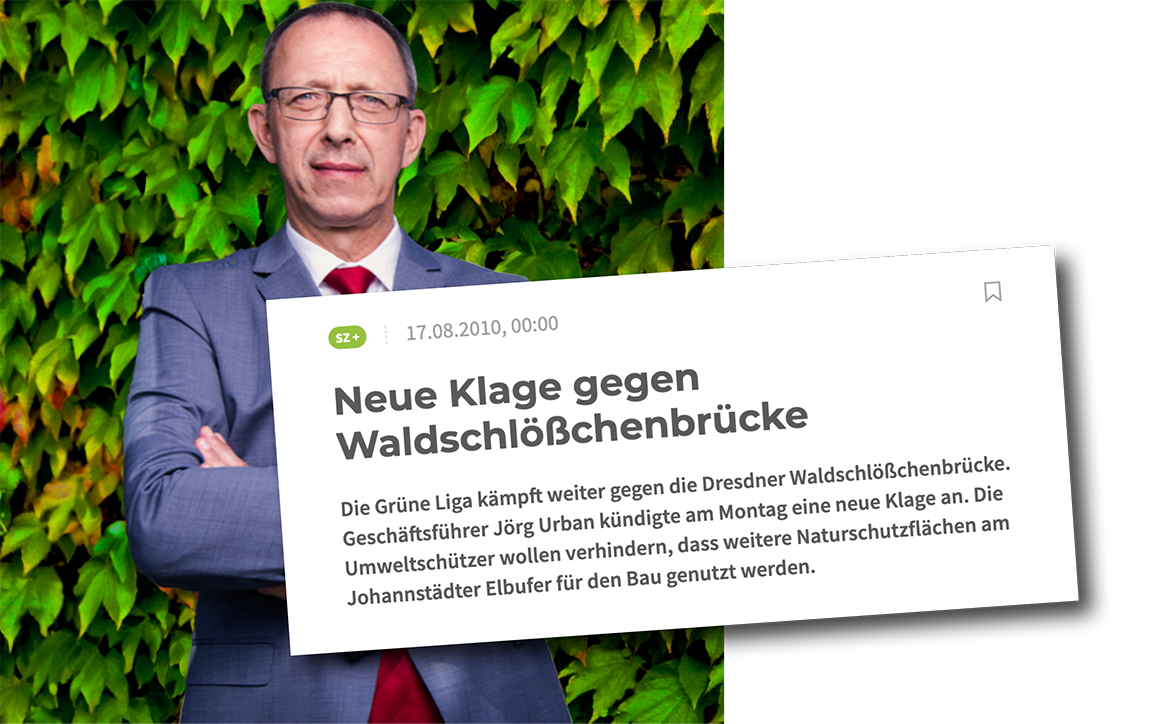 SZ+
17.08.2010, 00:00
Neue Klage gegen
Waldschlößchenbrücke
Die Grüne Liga kämpft weiter gegen die Dresdner Waldschlößchenbrücke.
Geschäftsführer Jörg Urban kündigte am Montag eine neue Klage an. Die
Umweltschützer wollen verhindern, dass weitere Naturschutzflächen am
Johannstädter Elbufer für den Bau genutzt werden.